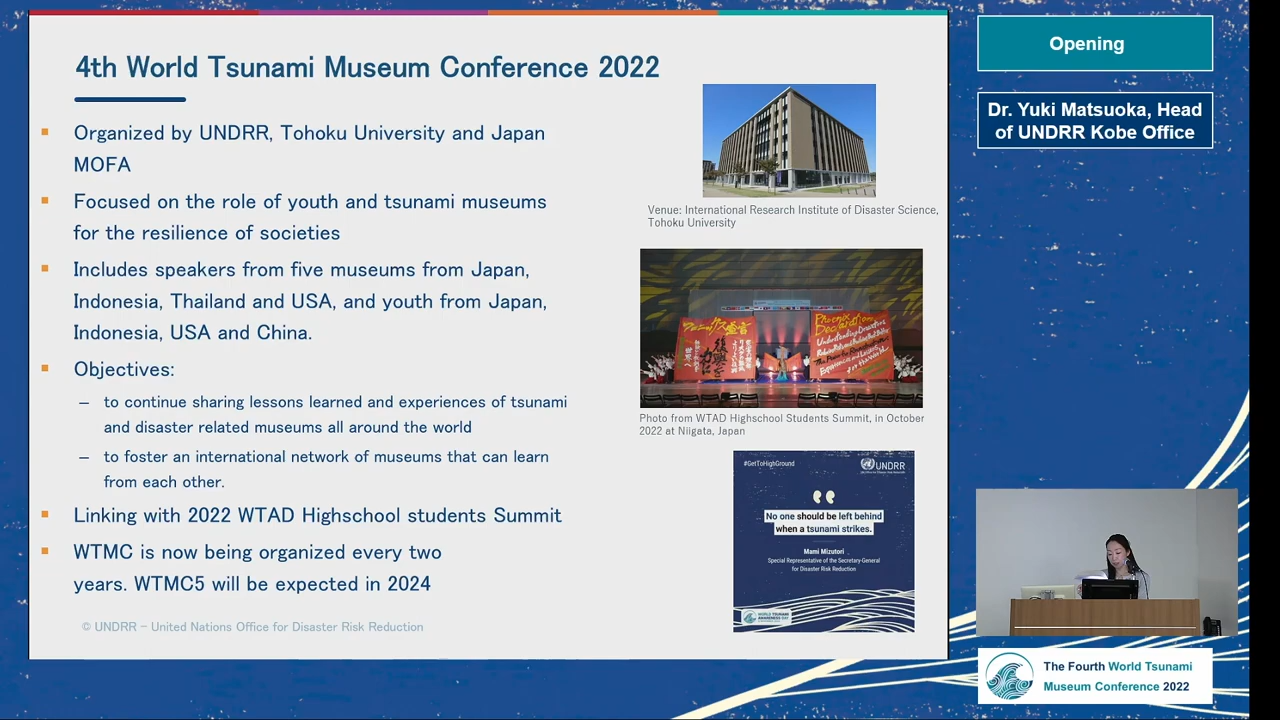 4th World Tsunami Museum Conference 2022
Organized by UNDRR, Tohoku University and Japan
MOFA
Focused on the role of youth and tsunami museums
for the resilience of societies
Includes speakers from five museums from Japan,
Indonesia, Thailand and USA, and youth from Japan,
Indonesia, USA and China.
Objectives:
– to continue sharing lessons learned and experiences of tsunami
and disaster related museums all around the world
– to foster an international network of museums that can learn
from each other.
Linking with 2022 WTAD Highschool students Summit
WTMC is now being organized every two
years. WTMC5 will be expected in 2024
© UNDRR – United Nations Office for Disaster Risk Reduction
Venue: International Research Institute of Disaster Science,
Tohoku University
Phoenix
Declaration
Photo from WTAD Highschool Students Summit, in October
2022 at Niigata, Japan
#GetToHighGround
UNDRR
No one should be left behind
when a tsunami strikes.
Mami Mizutori
Special Representative of the Secretary-General
for Disaster Risk Reduction
WORLD TSUNAMI
AWARENESS DAY
Opening
Dr. Yuki Matsuoka, Head
of UNDRR Kobe Office
The Fourth World Tsunami
Museum Conference 2022